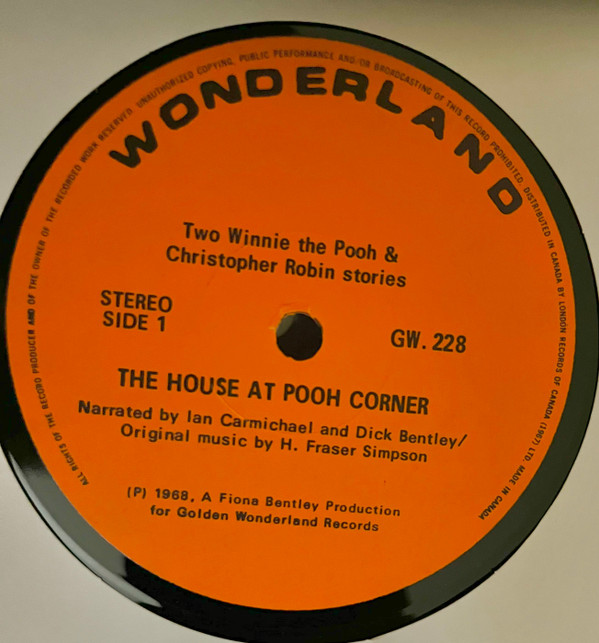 ALL RIGHTS OF THE RECORD PRODUCER AND OF THE OWNER OF THE RECORDED WORK RESERVED. UNAUTHORIZED COPYING, PUBLIC PERFORMANCE AND/OR BROADCASTING OF THIS RECORD PROHIBITED. DISTRIBUTED IN CANADA BY LONDON RECORDS OF CANADA (1967) LTD. MADE IN CANADA
WONDERLAND
Two Winnie the Pooh &
Christopher Robin stories
STEREO
SIDE 1
GW. 228
THE HOUSE AT POOH CORNER
Narrated by Ian Carmichael and Dick Bentley/
Original music by H. Fraser Simpson
(P) 1968, A Fiona Bentley Production
for Golden Wonderland Records